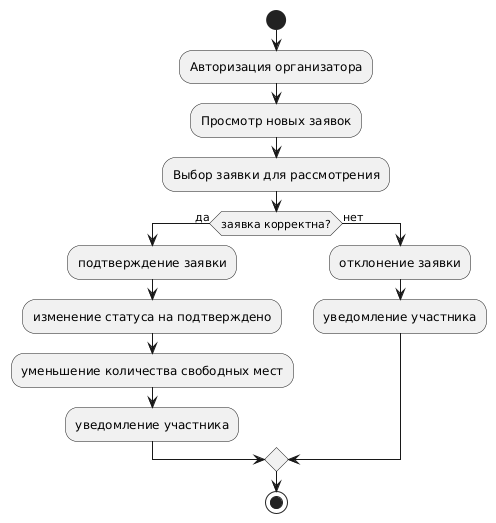 Авторизация организатора
Просмотр новых заявок
Выбор заявки для рассмотрения
да
заявка корректна?
нет
подтверждение заявки
отклонение заявки
изменение статуса на подтверждено
уведомление участника
уменьшение количества свободных мест
уведомление участника